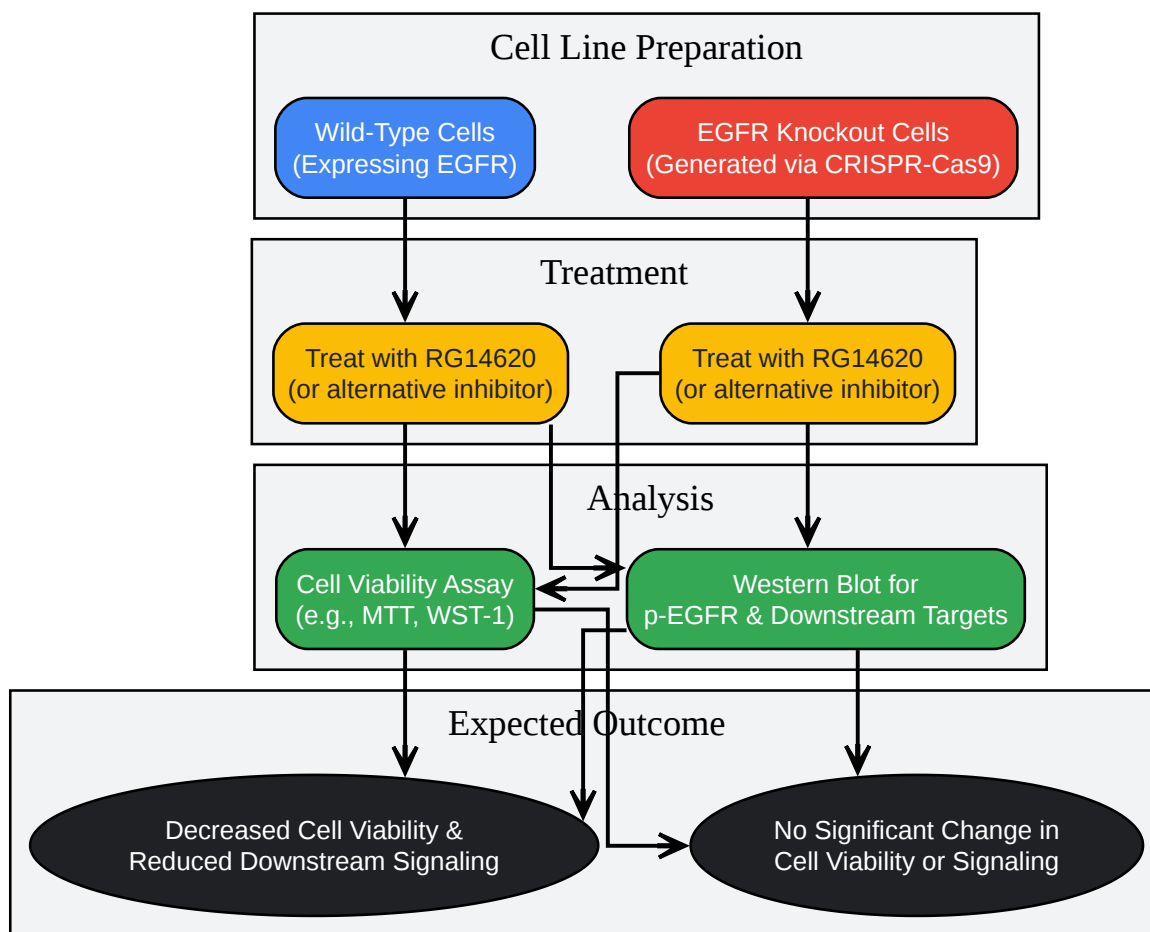 Cell Line Preparation
Wild-Type Cells
(Expressing EGFR)
EGFR Knockout Cells
(Generated via CRISPR-Cas9)
Treatment
Treat with RG14620
(or alternative inhibitor)
Treat with RG14620
(or alternative inhibitor)
Analysis
Cell Viability Assay
(e.g., MTT, WST-1)
Western Blot for
p-EGFR & Downstream Targets
Expected Outcome
Decreased Cell Viability &
Reduced Downstream Signaling
No Significant Change in
Cell Viability or Signaling